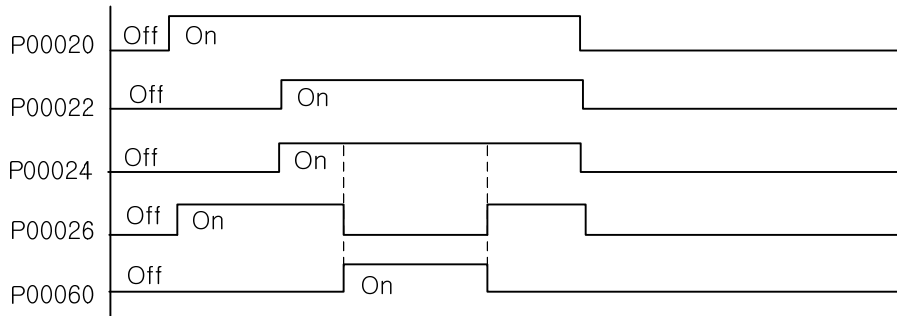 P00020 Off On
P00022 Off On
P00024 Off On
P00026 Off On
P00060 Off On